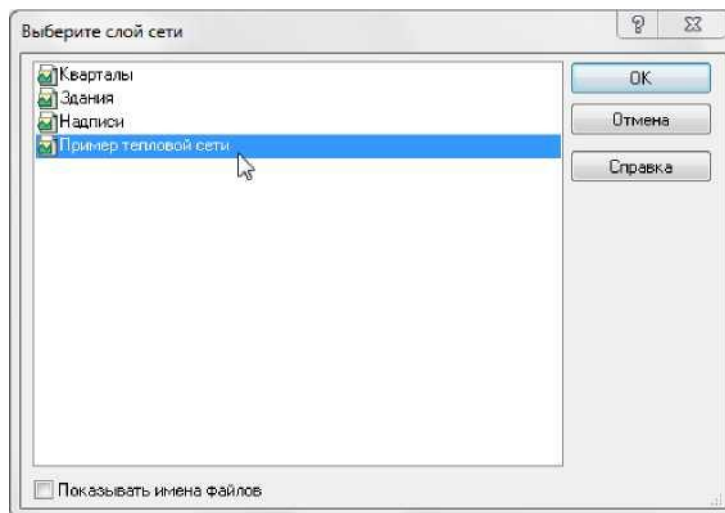 Выберите слой сети
Кварталы
Здания
Надписи
Пример тепловой сети
OK
Отмена
Справка
Показывать имена файлов